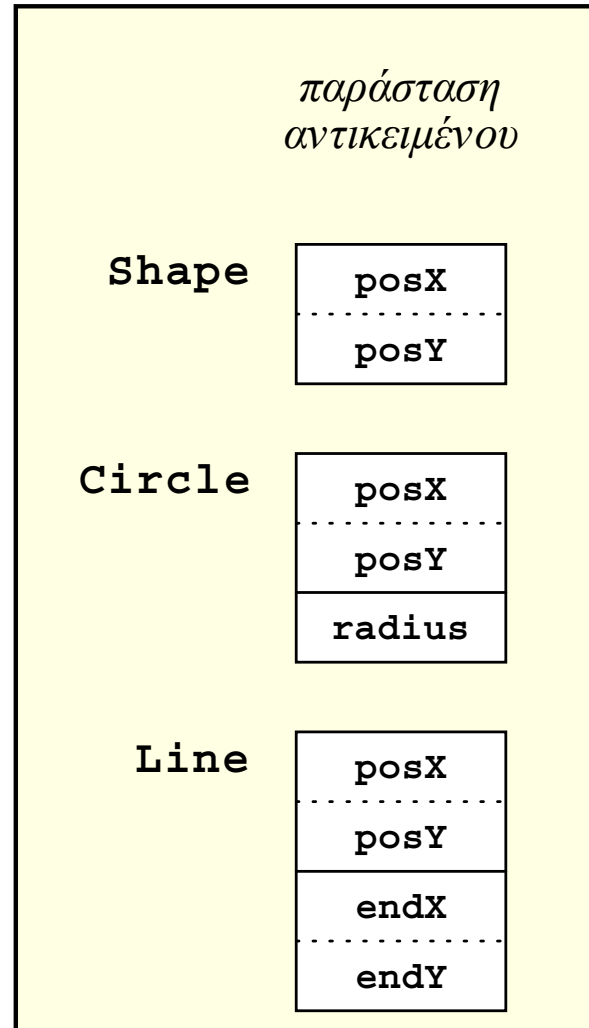 παράσταση
αντικειμένου
Shape
posX
posY
Circle
posX
posY
radius
Line
posX
posY
endX
endY